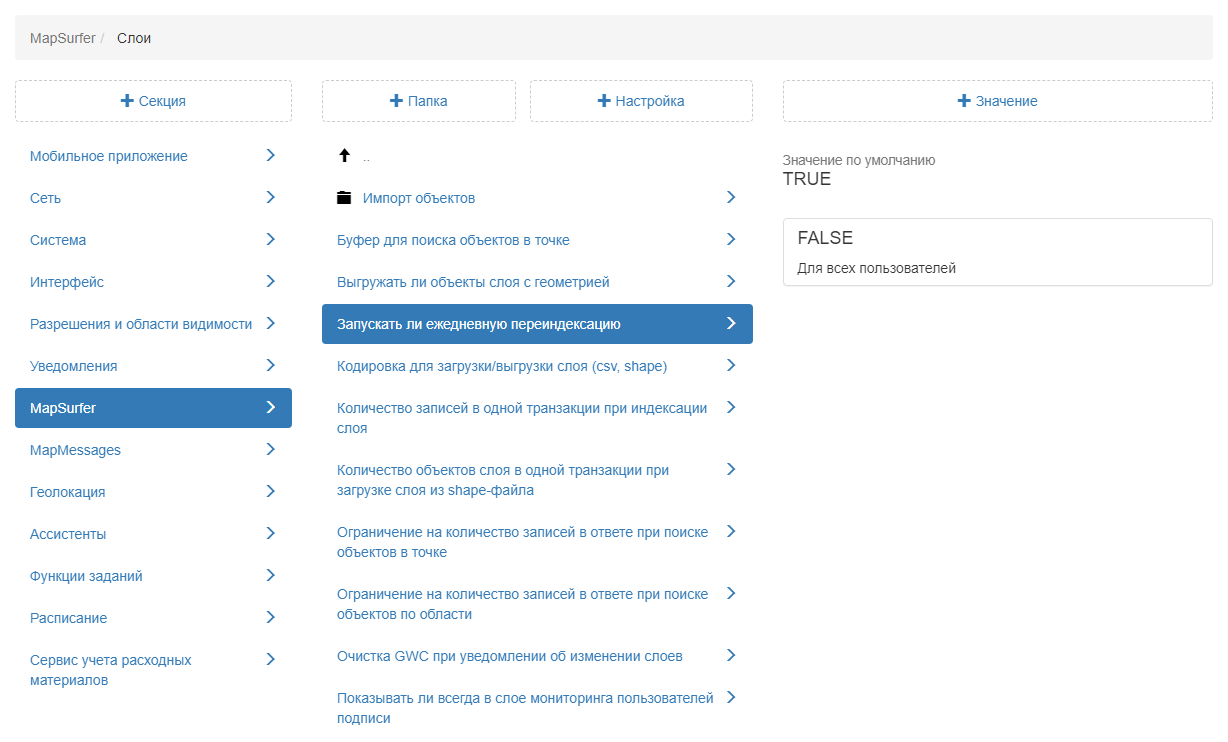 MapSurfer / Слои
Секция
Папка
Настройка
Значение
Мобильное приложение
Сеть
Система
Интерфейс
Разрешения и области видимости
Уведомления
MapSurfer
MapMessages
Геолокация
Ассистенты
Функции заданий
Расписание
Сервис учета расходных
материалов
..
Импорт объектов
Буфер для поиска объектов в точке
Выгружать ли объекты слоя с геометрией
Запускать ли ежедневную переиндексацию
Кодировка для загрузки/выгрузки слоя (csv, shape)
Количество записей в одной транзакции при индексации
слоя
Количество объектов слоя в одной транзакции при
загрузке слоя из shape-файла
Ограничение на количество записей в ответе при поиске
объектов в точке
Ограничение на количество записей в ответе при поиске
объектов по области
Очистка GWC при уведомлении об изменении слоев
Показывать ли всегда в слое мониторинга пользователей
подписи
Значение по умолчанию
TRUE
FALSE
Для всех пользователей